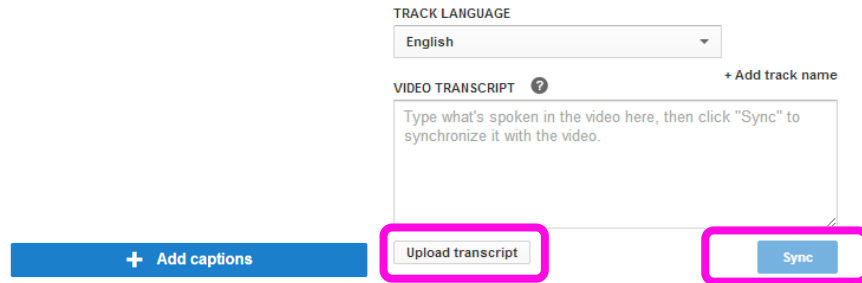 TRACK LANGUAGE
English
+ Add track name
VIDEO TRANSCRIPT ?
Type what's spoken in the video here, then click "Sync" to
synchronize it with the video.
+ Add captions
Upload transcript
Sync